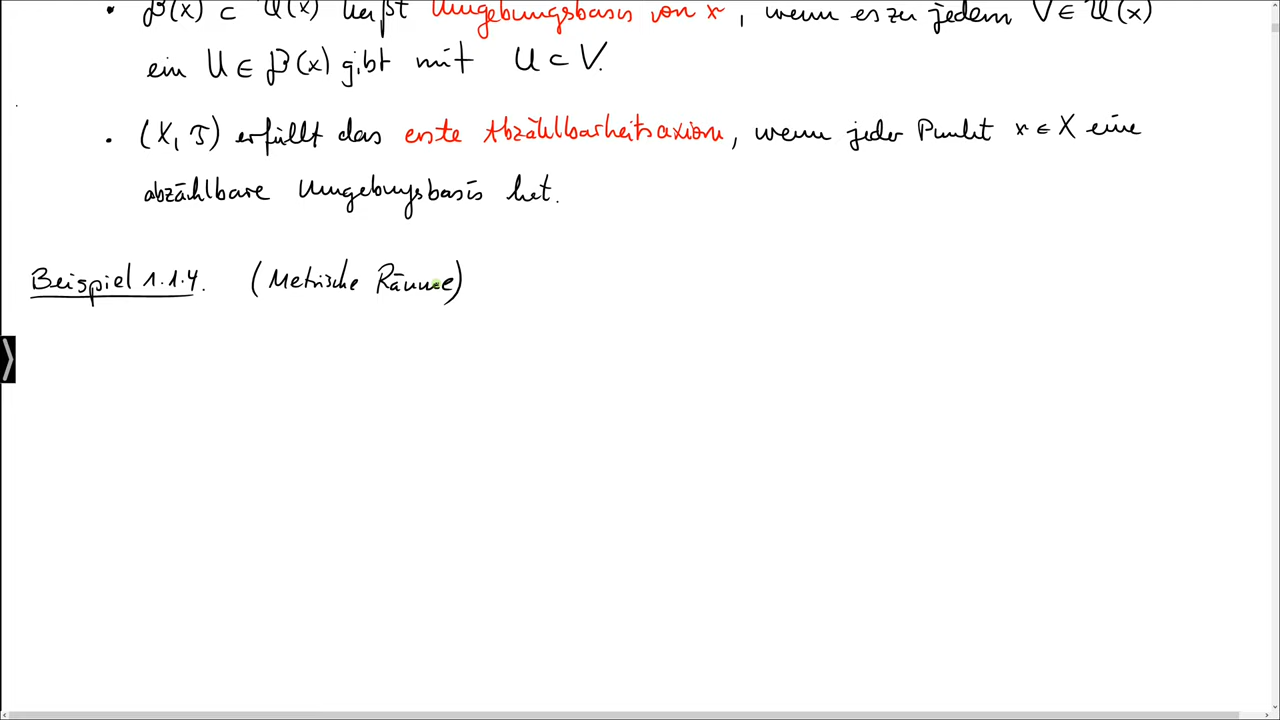 • 𝓑(x) ⊂ 𝓤(x) heißt Umgebungsbasis von x, wenn es zu jedem V ∈ 𝓤(x)
ein U ∈ 𝓑(x) gibt mit U ⊂ V.
• (X, 𝒯) erfüllt das erste Abzählbarkeitsaxiom, wenn jeder Punkt x ∈ X eine
abzählbare Umgebungsbasis hat.
Beispiel 1.1.4. (Metrische Räume)